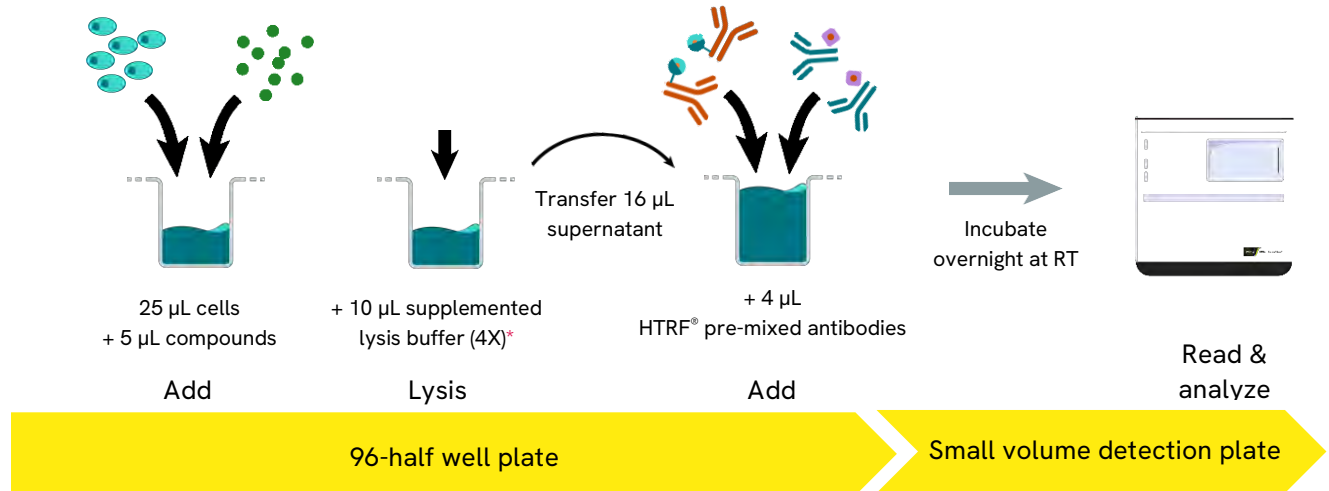 25 µL cells
+ 5 µL compounds
Add
+ 10 µL supplemented
lysis buffer (4X)*
Lysis
Transfer 16 µL
supernatant
+ 4 µL
HTRF® pre-mixed antibodies
Add
Incubate
overnight at RT
Read &
analyze
96-half well plate
Small volume detection plate